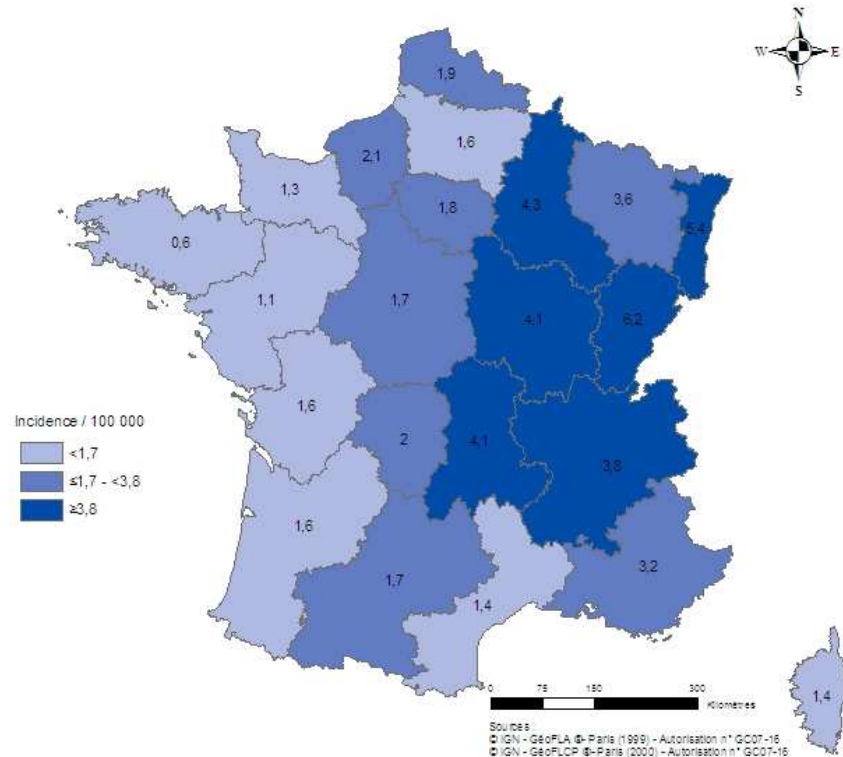 N
W E
S
1,9
1,6
2,1
1,3
1,8
4,3
3,6
5,4
0,6
1,1
1,7
4,1
6,2
1,6
2
4,1
3,8
Incidence / 100 000
<1,7
≤1,7 - <3,8
≥3,8
1,6
1,7
1,4
3,2
1,4
0 75 150 300
Kilomètres
Sources :
© IGN - GéoFLA ®- Paris (1999) - Autorisation n° GC07-16
© IGN - GéoFLCP ®- Paris (2000) - Autorisation n° GC07-16